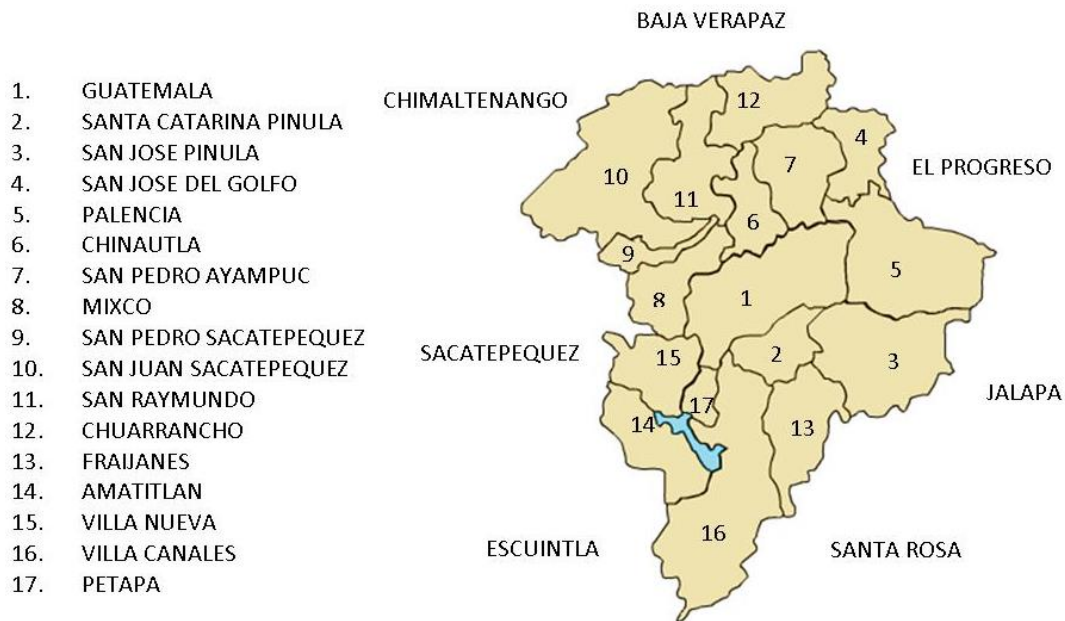 BAJA VERAPAZ
1. GUATEMALA
2. SANTA CATARINA PINULA
3. SAN JOSE PINULA
4. SAN JOSE DEL GOLFO
5. PALENCIA
6. CHINAUTLA
7. SAN PEDRO AYAMPUC
8. MIXCO
9. SAN PEDRO SACATEPEQUEZ
10. SAN JUAN SACATEPEQUEZ
11. SAN RAYMUNDO
12. CHUARRANCHO
13. FRAIJANES
14. AMATITLAN
15. VILLA NUEVA
16. VILLA CANALES
17. PETAPA
CHIMALTENANGO
EL PROGRESO
SACATEPEQUEZ
JALAPA
ESCUINTLA
SANTA ROSA
12
4
7
10
11
6
9
5
8
1
15
2
3
17
14
13
16